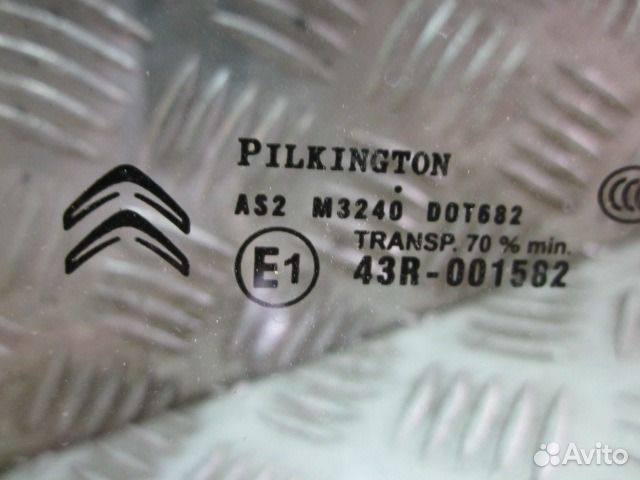 PILKINGTON
AS2 M3240 DOT682
TRANSP. 70 % min.
E1 43R-001582
Avito